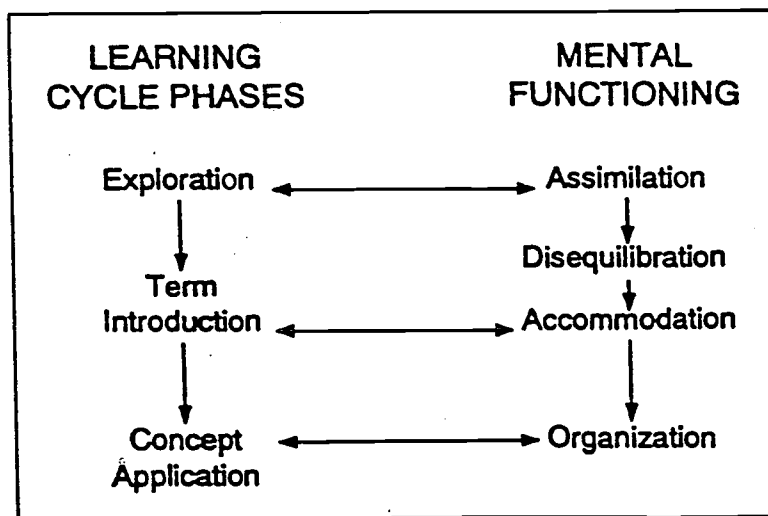 LEARNING
CYCLE PHASES
MENTAL
FUNCTIONING
Exploration
Assimilation
Disequilibration
Term
Introduction
Accommodation
Concept
Application
Organization